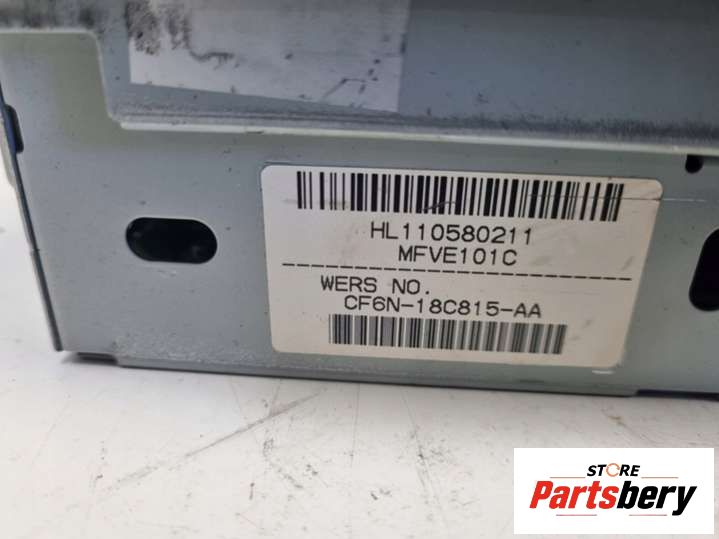 HL110580211
MFVE101C
WERS NO.
CF6N-18C815-AA
STORE
Partsbery